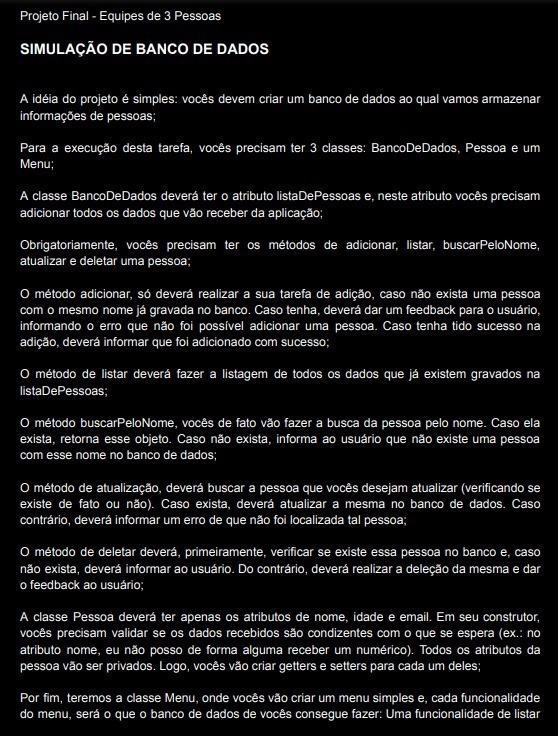 Projeto Final - Equipes de 3 Pessoas
SIMULAÇÃO DE BANCO DE DADOS
A idéia do projeto é simples: vocês devem criar um banco de dados ao qual vamos armazenar
informações de pessoas;
Para a execução desta tarefa, vocês precisam ter 3 classes: BancoDeDados, Pessoa e um
Menu;
A classe BancoDeDados deverá ter o atributo listaDePessoas e, neste atributo vocês precisam
adicionar todos os dados que vão receber da aplicação;
Obrigatoriamente, vocês precisam ter os métodos de adicionar, listar, buscarPeloNome,
atualizar e deletar uma pessoa;
O método adicionar, só deverá realizar a sua tarefa de adição, caso não exista uma pessoa
com o mesmo nome já gravada no banco. Caso tenha, deverá dar um feedback para o usuário,
informando o erro que não foi possível adicionar uma pessoa. Caso tenha tido sucesso na
adição, deverá informar que foi adicionado com sucesso;
O método de listar deverá fazer a listagem de todos os dados que já existem gravados na
listaDePessoas;
O método buscarPeloNome, vocês de fato vão fazer a busca da pessoa pelo nome. Caso ela
exista, retorna esse objeto. Caso não exista, informa ao usuário que não existe uma pessoa
com esse nome no banco de dados;
O método de atualização, deverá buscar a pessoa que vocês desejam atualizar (verificando se
existe de fato ou não). Caso exista, deverá atualizar a mesma no banco de dados. Caso
contrário, deverá informar um erro de que não foi localizada tal pessoa;
O método de deletar deverá, primeiramente, verificar se existe essa pessoa no banco e, caso
não exista, deverá informar ao usuário. Do contrário, deverá realizar a deleção da mesma e dar
o feedback ao usuário;
A classe Pessoa deverá ter apenas os atributos de nome, idade e email. Em seu construtor,
vocês precisam validar se os dados recebidos são condizentes com o que se espera (ex.: no
atributo nome, eu não posso de forma alguma receber um numérico). Todos os atributos da
pessoa vão ser privados. Logo, vocês vão criar getters e setters para cada um deles;
Por fim, teremos a classe Menu, onde vocês vão criar um menu simples e, cada funcionalidade
do menu, será o que o banco de dados de vocês consegue fazer: Uma funcionalidade de listar